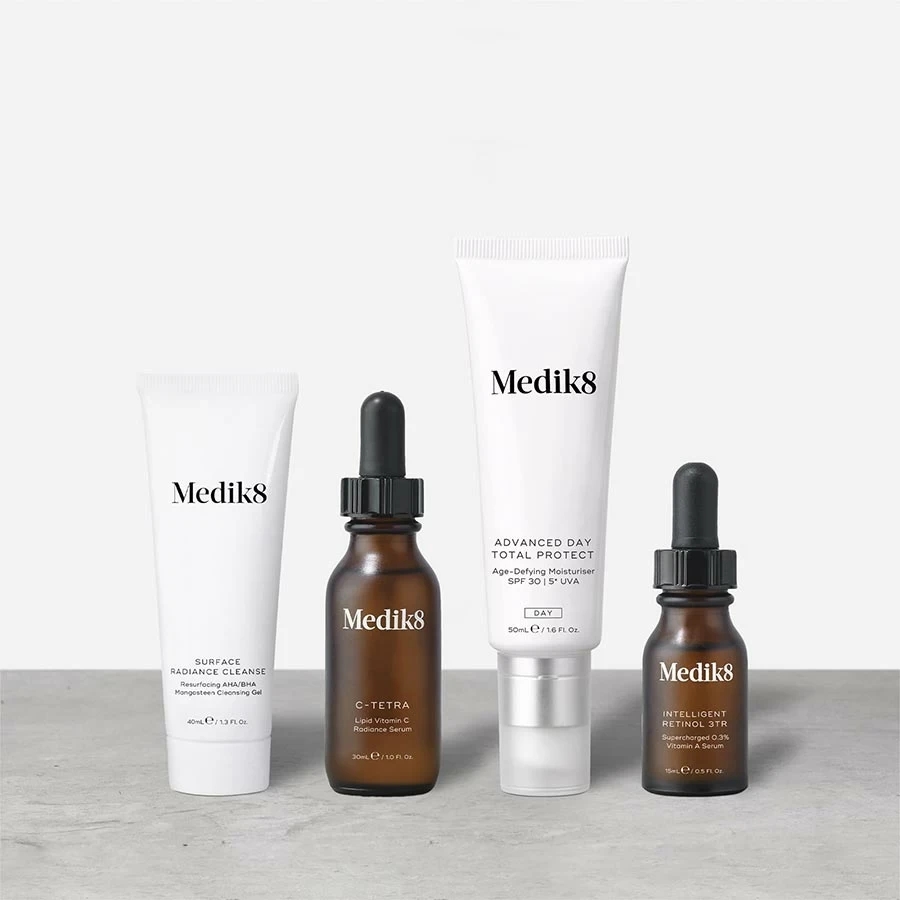 Medik8
SURFACE
RADIANCE CLEANSE
Resurfacing AHA/BHA
Mangosteen Cleansing Gel
40mL ℮ / 1.3 Fl. Oz.
Medik8
C-TETRA
Lipid Vitamin C
Radiance Serum
30mL ℮ / 1.0 Fl. Oz.
Medik8
ADVANCED DAY
TOTAL PROTECT
Age-Defying Moisturiser
SPF 30 | 5* UVA
DAY
50mL ℮ / 1.6 Fl. Oz.
Medik8
INTELLIGENT
RETINOL 3TR
Supercharged 0.3%
Vitamin A Serum
15mL ℮ / 0.5 Fl. Oz.